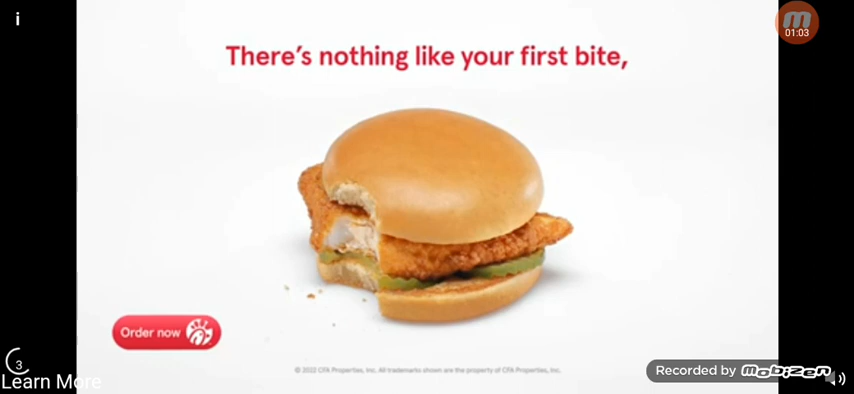 i
01:03
There's nothing like your first bite,
Order now
3
Learn More
© 2022 CFA Properties, Inc. All trademarks shown are the property of CFA Properties, Inc.
Recorded by mobizen